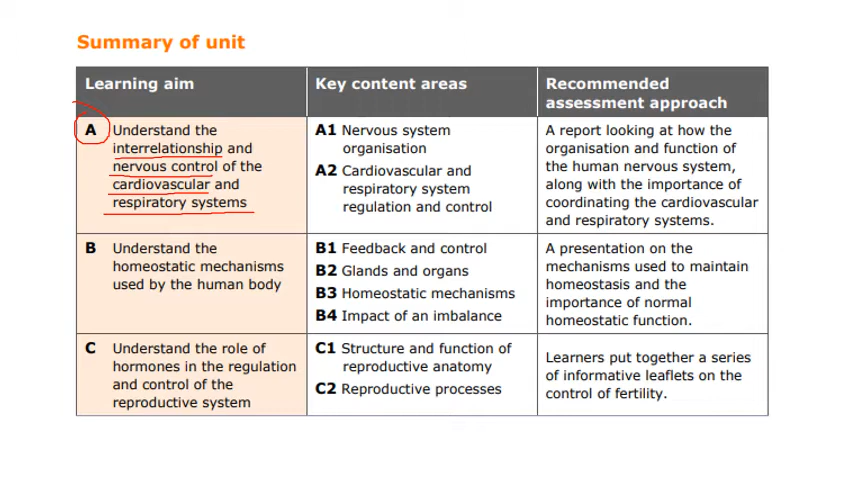 Summary of unit
Learning aim
Key content areas
Recommended
assessment approach
A Understand the
interrelationship and
nervous control of the
cardiovascular and
respiratory systems
A1 Nervous system
organisation
A2 Cardiovascular and
respiratory system
regulation and control
A report looking at how the
organisation and function of
the human nervous system,
along with the importance of
coordinating the cardiovascular
and respiratory systems.
B Understand the
homeostatic mechanisms
used by the human body
B1 Feedback and control
B2 Glands and organs
B3 Homeostatic mechanisms
B4 Impact of an imbalance
A presentation on the
mechanisms used to maintain
homeostasis and the
importance of normal
homeostatic function.
C Understand the role of
hormones in the regulation
and control of the
reproductive system
C1 Structure and function of
reproductive anatomy
C2 Reproductive processes
Learners put together a series
of informative leaflets on the
control of fertility.